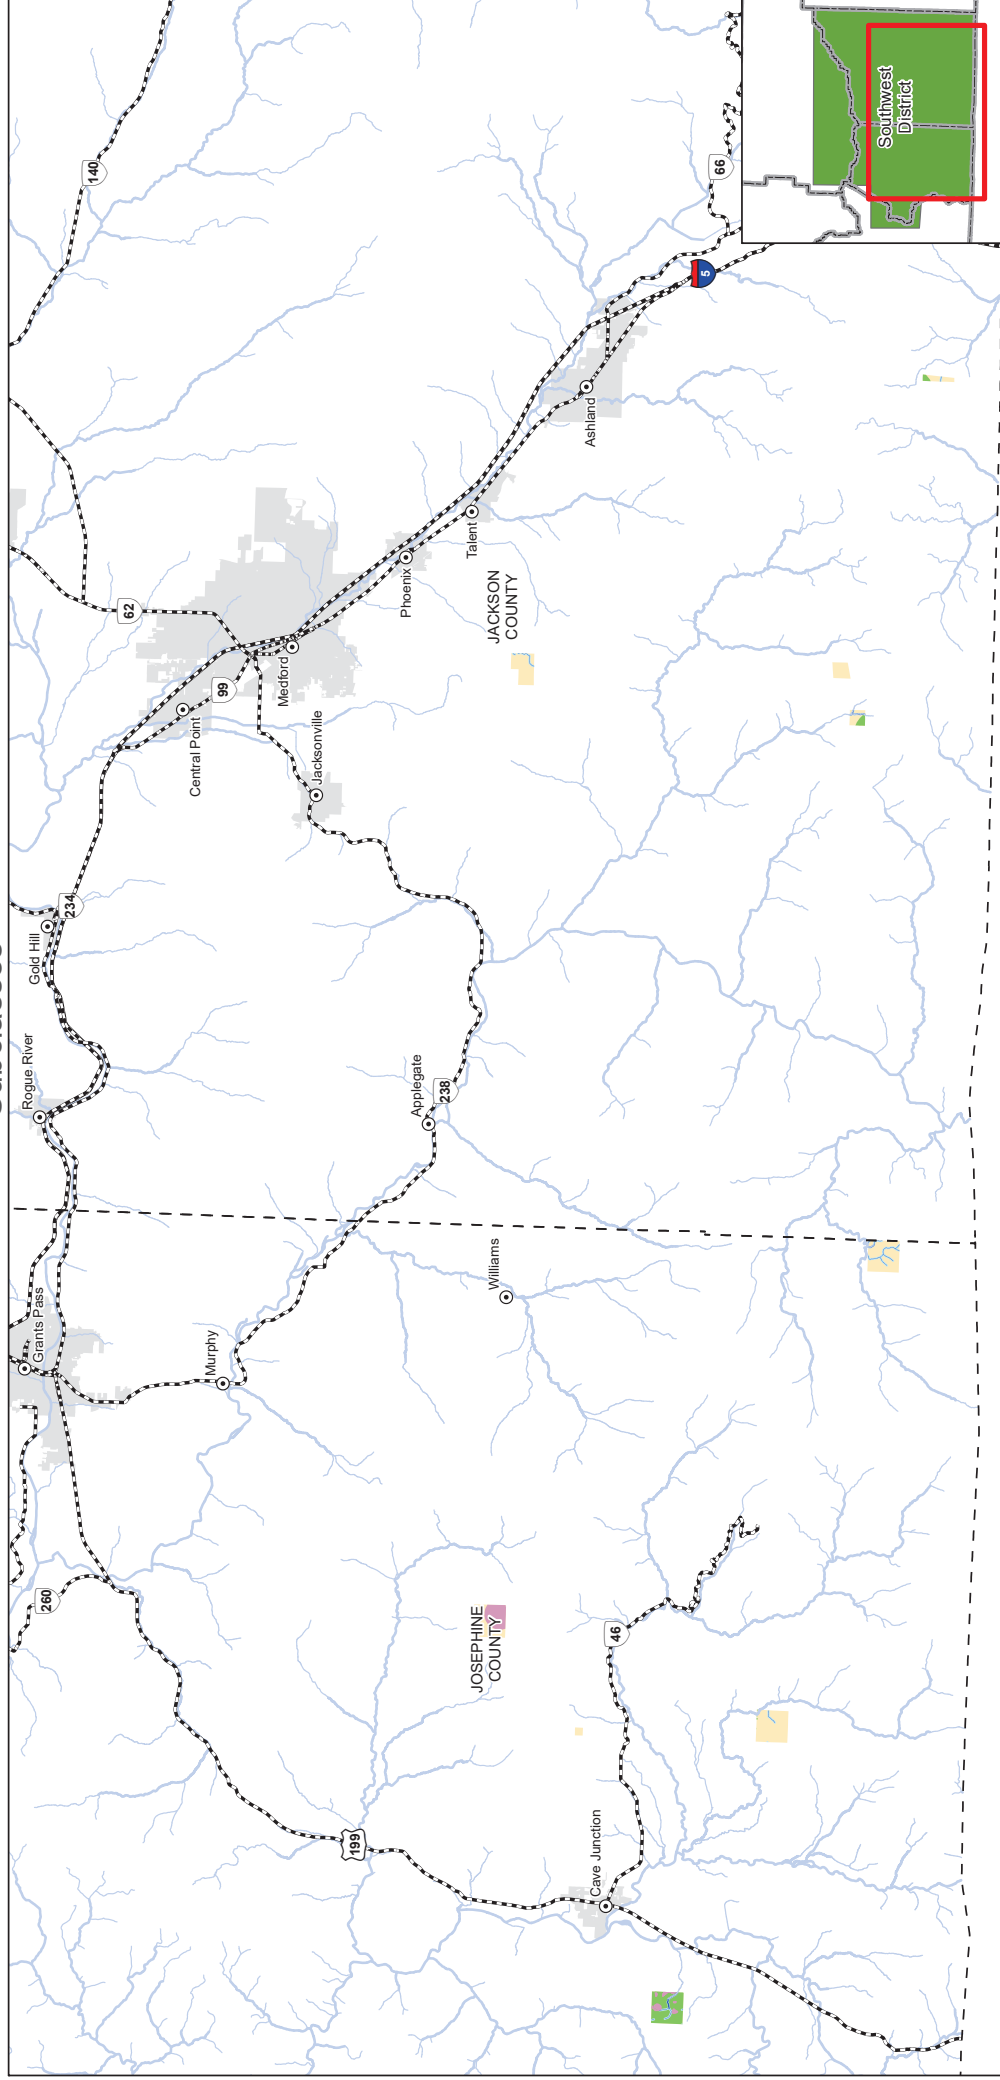 140
66
Southwest
District
5
Ashland
62
Talent
Phoenix
JACKSON
COUNTY
99
Medford
Central Point
Jacksonville
234
Gold Hill
Rogue River
Applegate
238
Grants Pass
Williams
Murphy
260
JOSEPHINE
COUNTY
46
199
Cave Junction